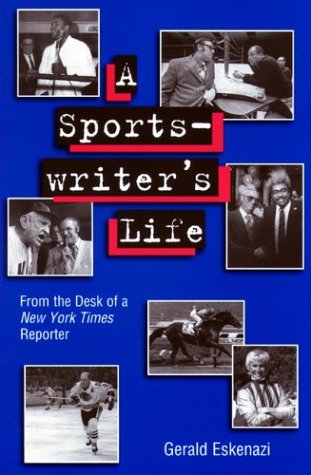 A
Sports-
writer's
Life
From the Desk of a
New York Times
Reporter
Gerald Eskenazi